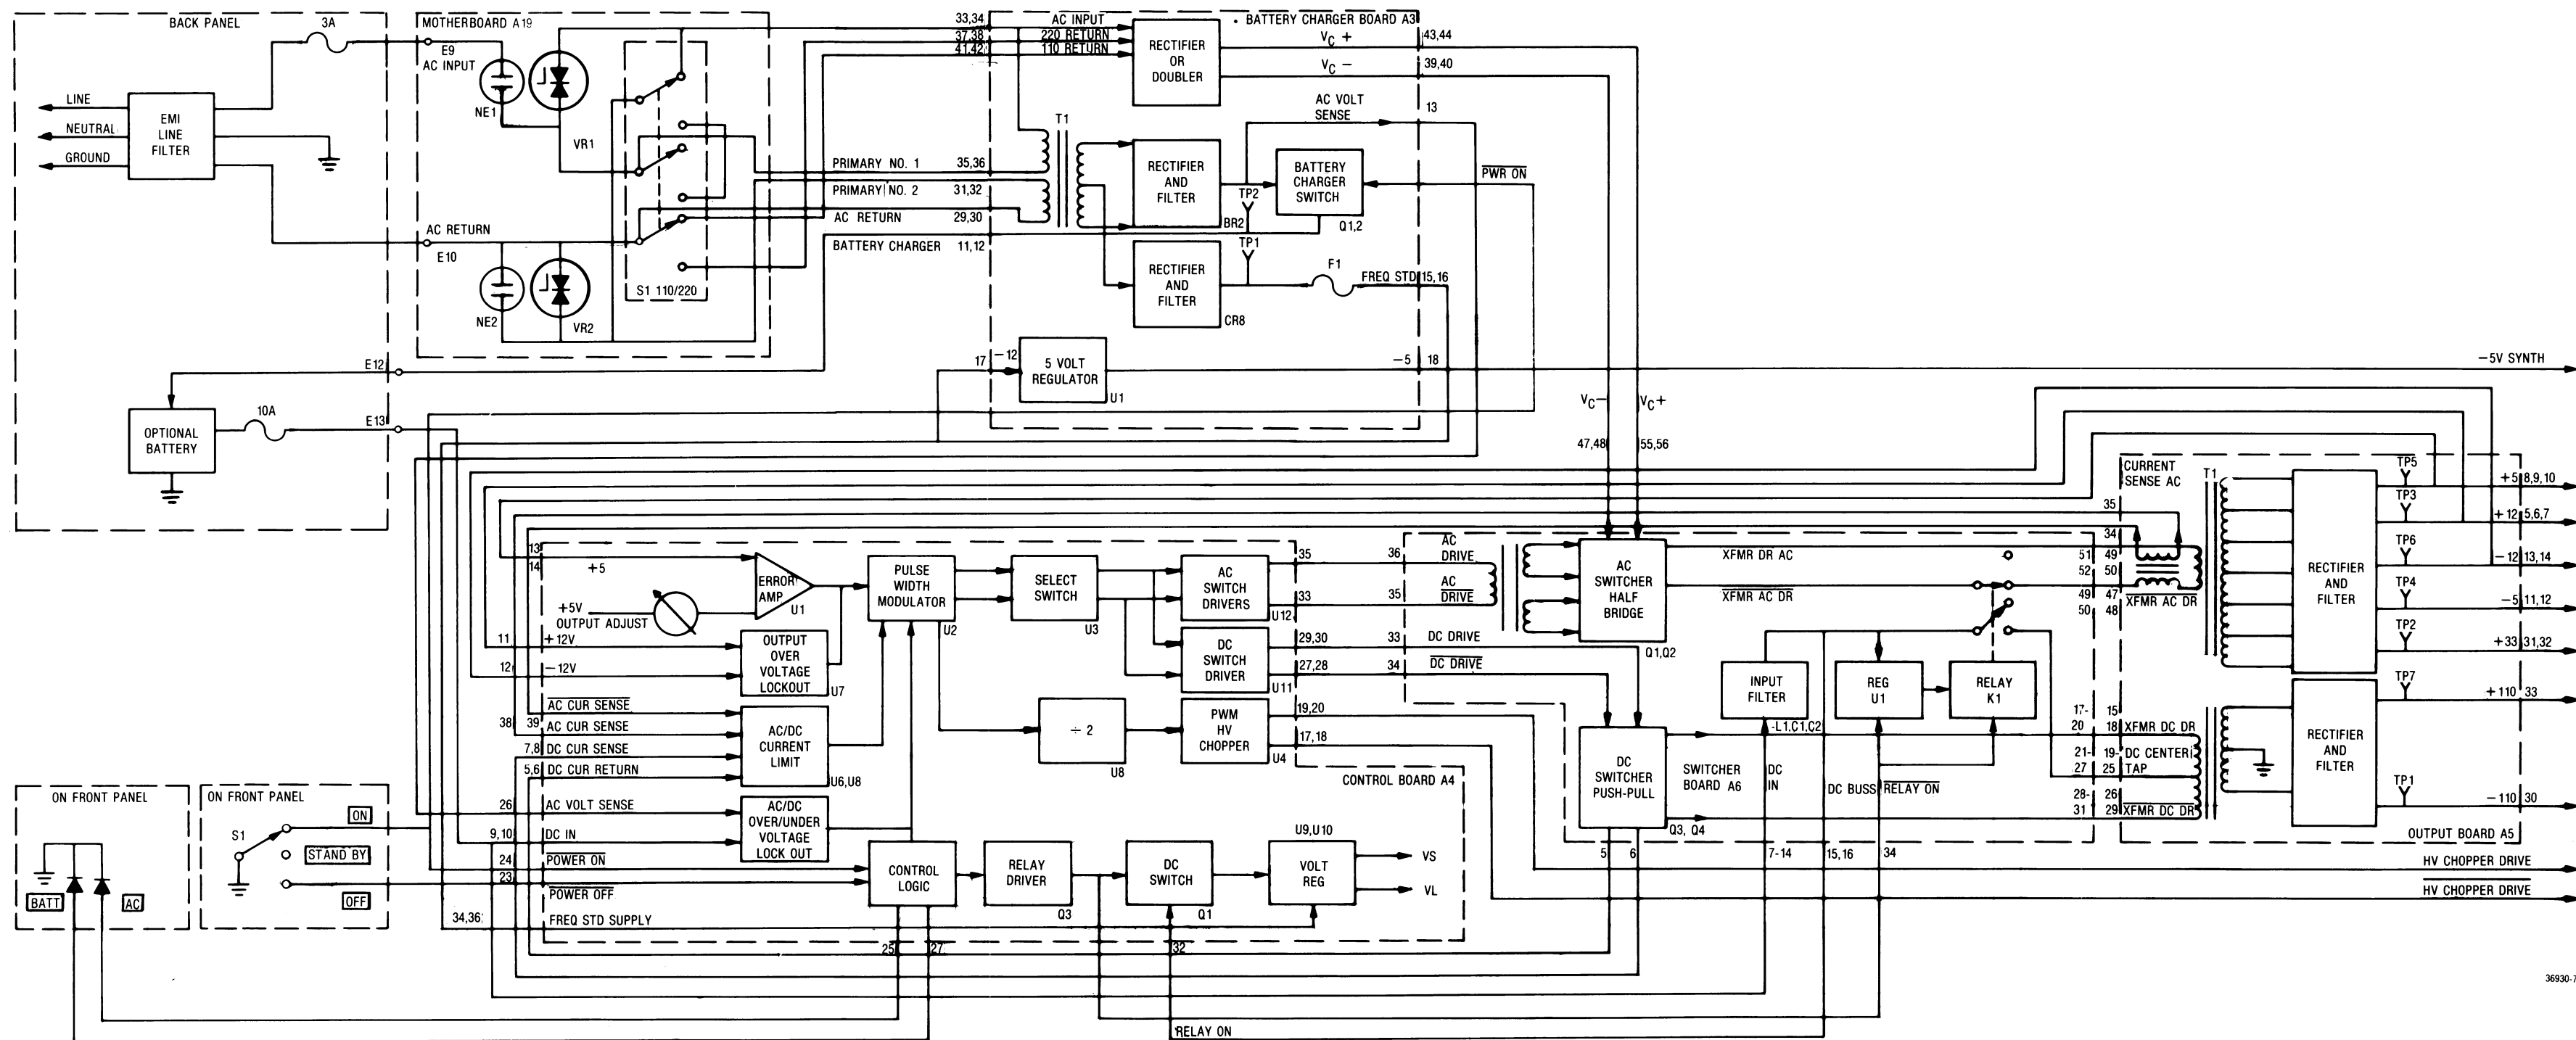 BACK PANEL
3A
LINE
NEUTRAL
GROUND
EMI
LINE
FILTER
E12
10A
E13
OPTIONAL
BATTERY
MOTHERBOARD A19
E9
AC INPUT
NE1
VR1
AC RETURN
E10
NE2
VR2
S1 110/220
33,34
37,38
41,42
PRIMARY NO. 1
35,36
PRIMARY NO. 2
31,32
AC RETURN
29,30
BATTERY CHARGER
11,12
BATTERY CHARGER BOARD A3
AC INPUT
220 RETURN
110 RETURN
RECTIFIER
OR
DOUBLER
VC +
43,44
VC −
39,40
AC VOLT
SENSE
13
T1
RECTIFIER
AND
FILTER
BR2
TP2
BATTERY
CHARGER
SWITCH
Q1,2
PWR ON
RECTIFIER
AND
FILTER
CR8
TP1
F1
FREQ STD
15,16
17
−12
5 VOLT
REGULATOR
U1
−5
18
−5V SYNTH
VC−
VC+
47,48
55,56
13
14
+5
ERROR
AMP
U1
+5V
OUTPUT ADJUST
11
+12V
12
−12V
OUTPUT
OVER
VOLTAGE
LOCKOUT
U7
AC CUR SENSE
38
39
AC CUR SENSE
7,8
DC CUR SENSE
5,6
DC CUR RETURN
AC/DC
CURRENT
LIMIT
U6,U8
26
AC VOLT SENSE
9,10
DC IN
AC/DC
OVER/UNDER
VOLTAGE
LOCK OUT
24
POWER ON
23
POWER OFF
34,36
FREQ STD SUPPLY
PULSE
WIDTH
MODULATOR
U2
SELECT
SWITCH
U3
AC
SWITCH
DRIVERS
U12
DC
SWITCH
DRIVER
U11
÷ 2
U8
PWM
HV
CHOPPER
U4
35
33
29,30
27,28
19,20
17,18
CONTROL BOARD A4
CONTROL
LOGIC
RELAY
DRIVER
Q3
DC
SWITCH
Q1
U9,U10
VOLT
REG
VS
VL
25
27
32
RELAY ON
36
AC
DRIVE
35
AC
DRIVE
33
DC DRIVE
34
DC DRIVE
AC
SWITCHER
HALF
BRIDGE
Q1,Q2
XFMR DR AC
XFMR AC DR
INPUT
FILTER
-L1,C1,C2
REG
U1
RELAY
K1
DC
SWITCHER
PUSH-PULL
Q3, Q4
SWITCHER
BOARD A6
DC
IN
DC BUSS
RELAY ON
5
6
7-14
15,16
34
CURRENT
SENSE AC
T1
35
34
51
49
52
50
49
47
50
48
XFMR AC DR
17-
15
20
18
XFMR DC DR
21-
19-
DC CENTER
27
25
TAP
28-
26
31
29
XFMR DC DR
RECTIFIER
AND
FILTER
TP5
+5
8,9,10
TP3
+12
5,6,7
TP6
−12
13,14
TP4
−5
11,12
TP2
+33
31,32
RECTIFIER
AND
FILTER
TP7
+110
33
TP1
−110
30
OUTPUT BOARD A5
HV CHOPPER DRIVE
HV CHOPPER DRIVE
ON FRONT PANEL
BATT
AC
ON FRONT PANEL
S1
ON
STAND BY
OFF